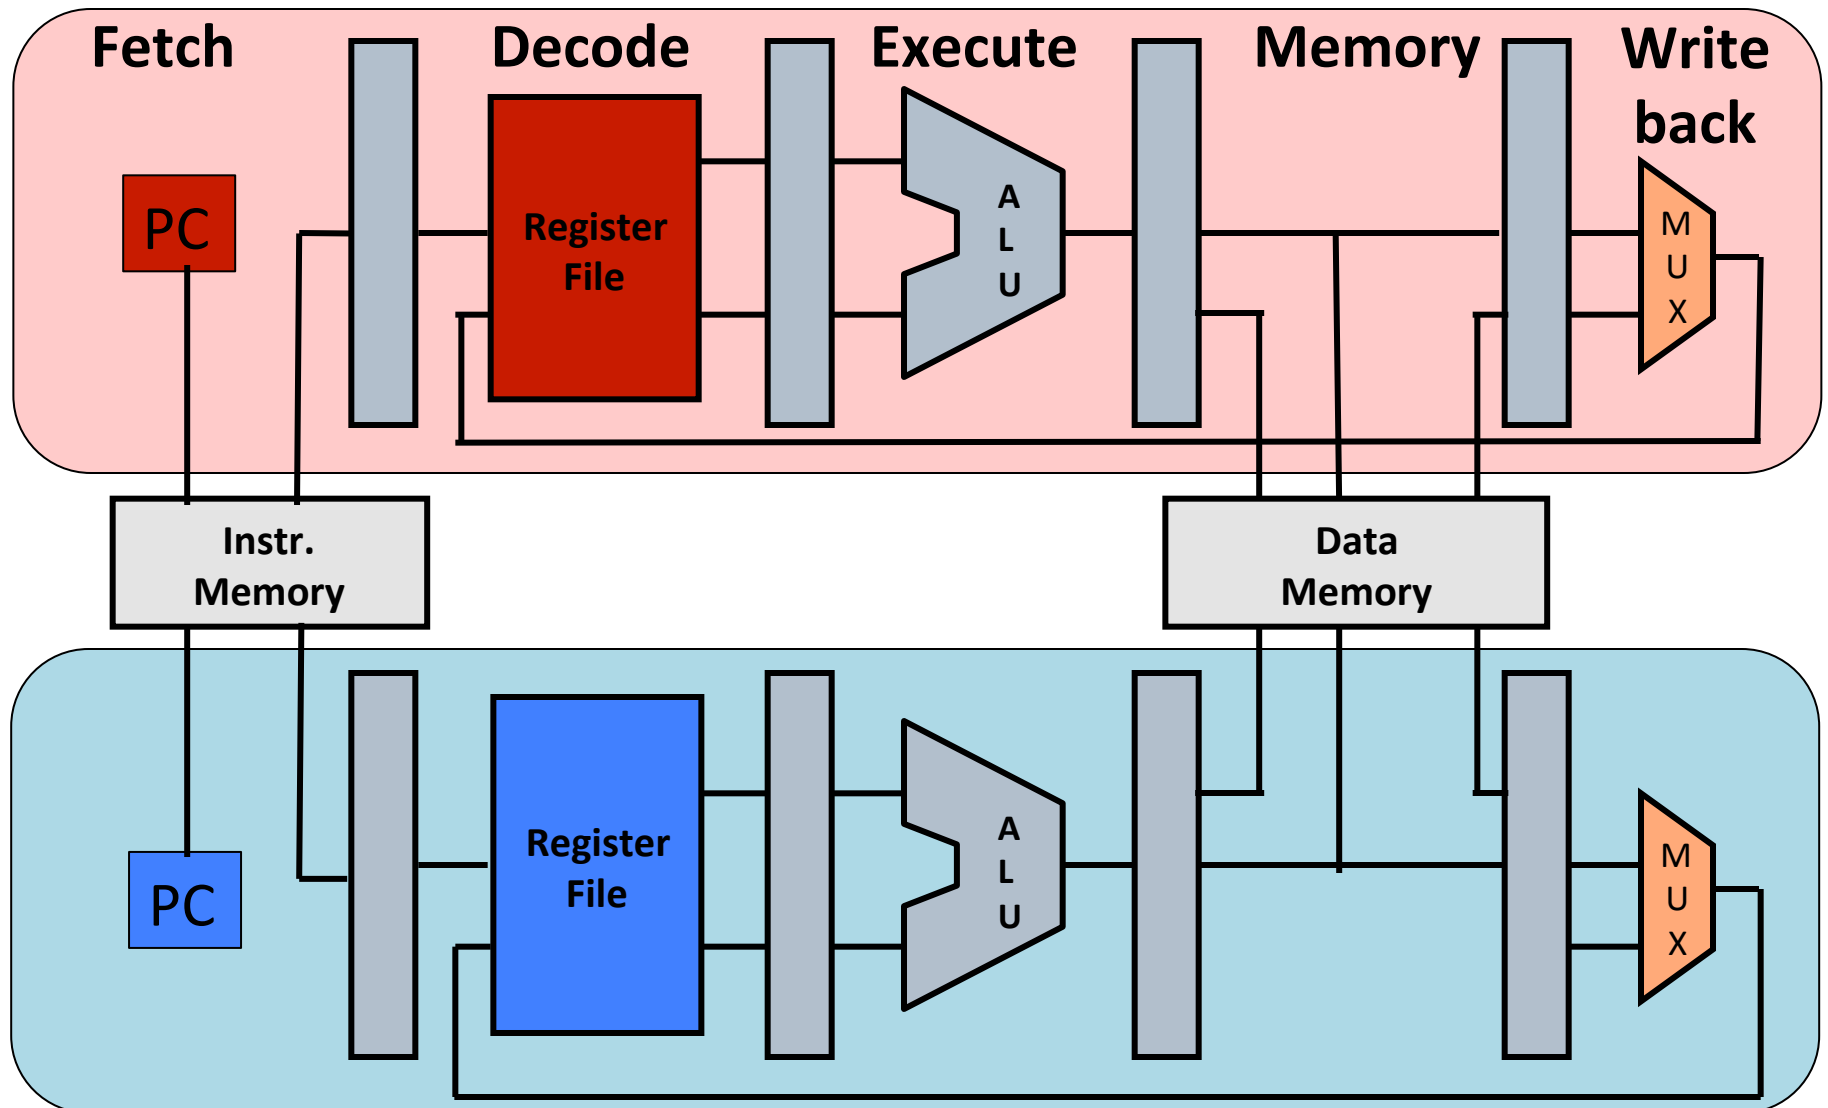 Fetch
Decode
Execute
Memory
Write
back
PC
Register
File
A
L
U
M
U
X
Instr.
Memory
Data
Memory
PC
Register
File
A
L
U
M
U
X